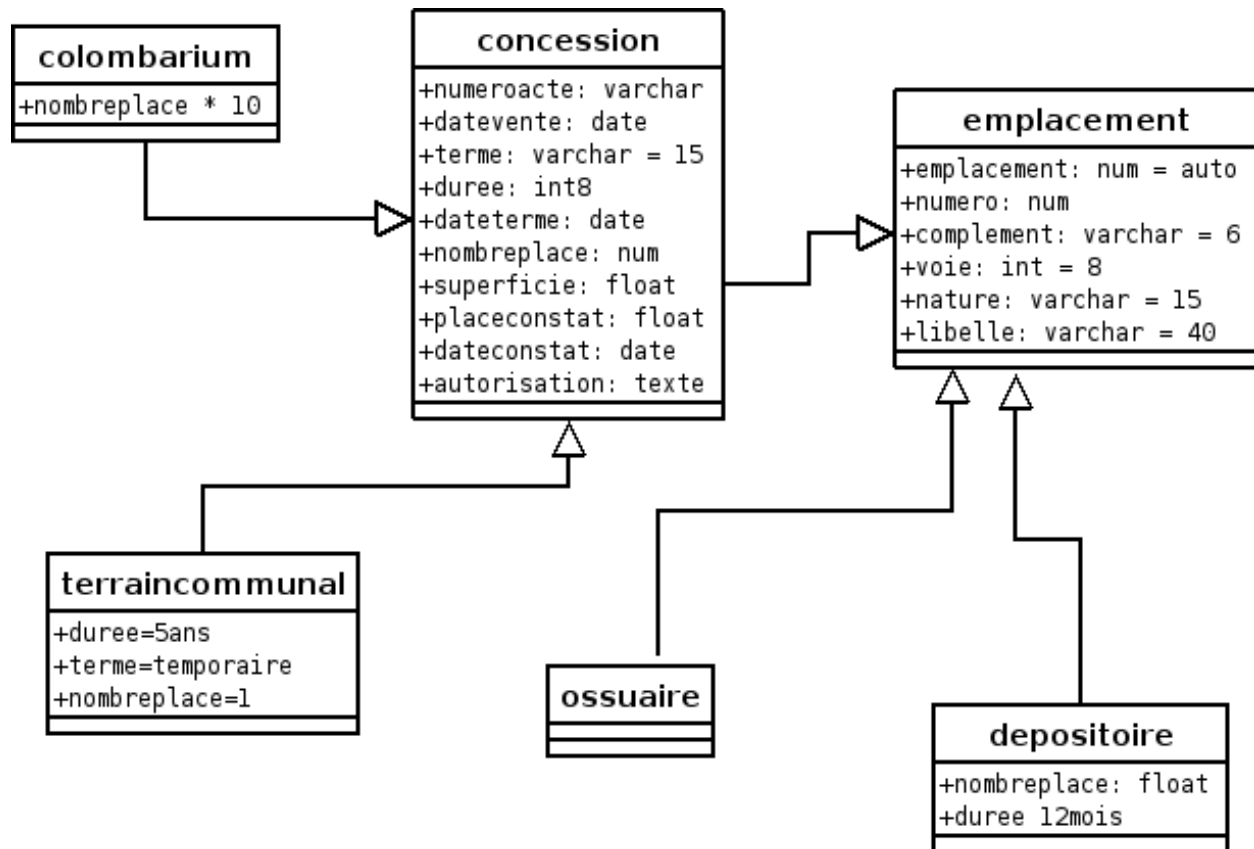 colombarium
+nombreplace * 10
concession
+numeroacte: varchar
+datevente: date
+terme: varchar = 15
+duree: int8
+dateterme: date
+nombreplace: num
+superficie: float
+placeconstat: float
+dateconstat: date
+autorisation: texte
emplacement
+emplacement: num = auto
+numero: num
+complement: varchar = 6
+voie: int = 8
+nature: varchar = 15
+libelle: varchar = 40
terraincommunal
+duree=5ans
+terme=temporaire
+nombreplace=1
ossuaire
depositoire
+nombreplace: float
+duree 12mois